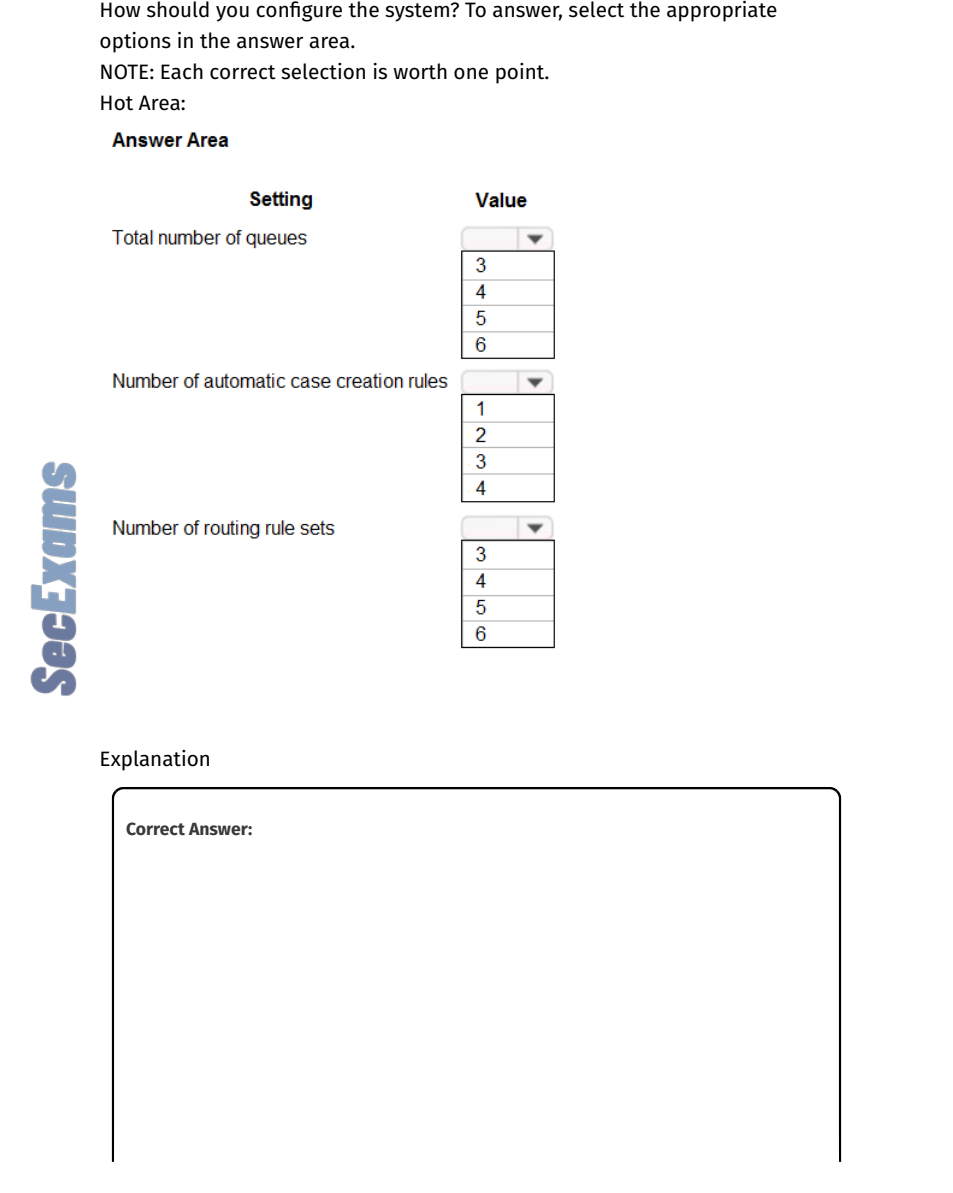 How should you configure the system? To answer, select the appropriate
options in the answer area.
NOTE: Each correct selection is worth one point.
Hot Area:
Answer Area
Setting Value
Total number of queues
3
4
5
6
Number of automatic case creation rules
1
2
3
4
Number of routing rule sets
3
4
5
6
SecExams
Explanation
Correct Answer: